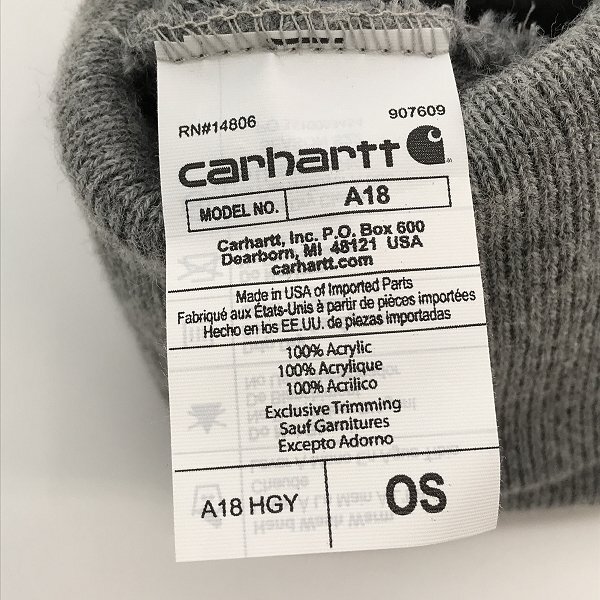 RN#14806 907609
carhartt
MODEL NO. A18
Carhartt, Inc. P.O. Box 600
Dearborn, MI 48121 USA
carhartt.com
Made in USA of Imported Parts
Fabriqué aux États-Unis à partir de pièces importées
Hecho en los EE.UU. de piezas importadas
100% Acrylic
100% Acrylique
100% Acrilico
Exclusive Trimming
Sauf Garnitures
Excepto Adorno
A18 HGY OS